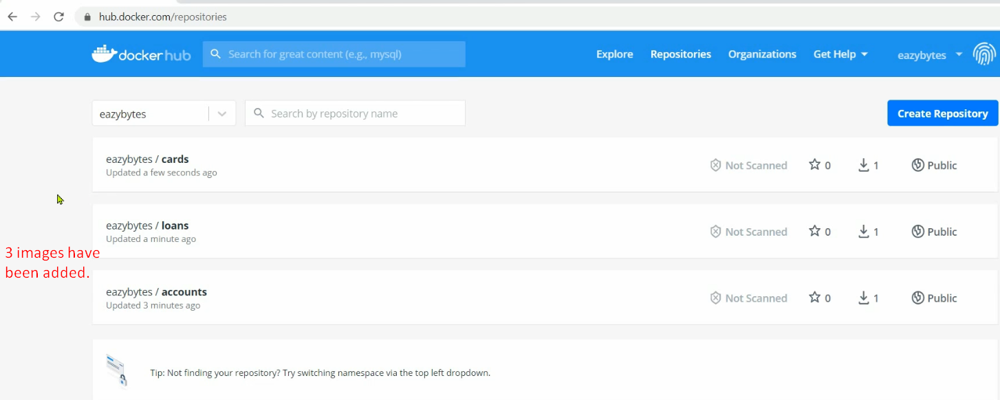 hub.docker.com/repositories
dockerhub
Search for great content (e.g., mysql)
Explore
Repositories
Organizations
Get Help
eazybytes
eazybytes
Search by repository name
Create Repository
eazybytes / cards
Updated a few seconds ago
Not Scanned
0
1
Public
eazybytes / loans
Updated a minute ago
Not Scanned
0
1
Public
3 images have
been added.
eazybytes / accounts
Updated 3 minutes ago
Not Scanned
0
1
Public
Tip: Not finding your repository? Try switching namespace via the top left dropdown.